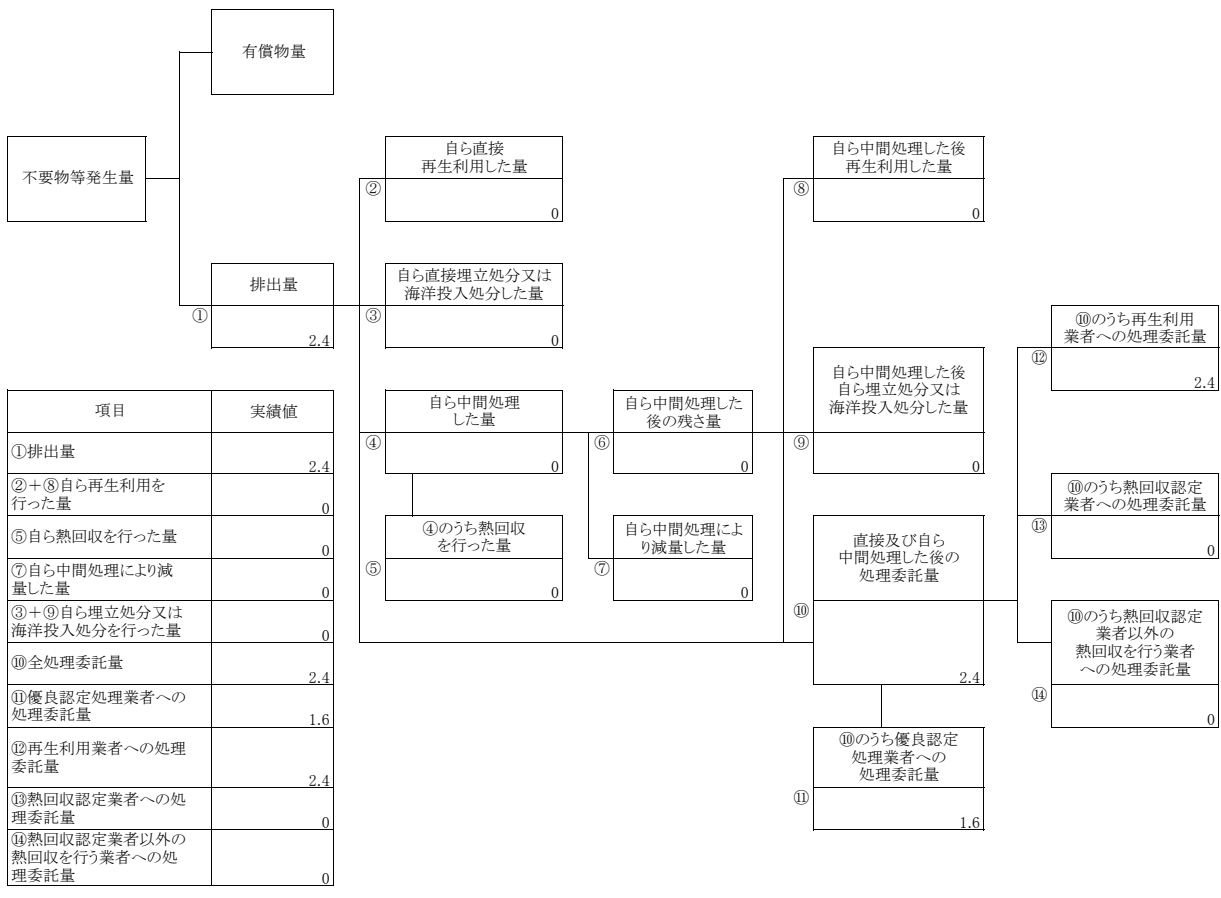 有償物量
不要物等発生量
自ら直接
再生利用した量
②
0
自ら中間処理した後
再生利用した量
⑧
0
排出量
①
2.4
自ら直接埋立処分又は
海洋投入処分した量
③
0
⑩のうち再生利用
業者への処理委託量
⑫
2.4
自ら中間処理
した量
④
0
自ら中間処理した
後の残さ量
⑥
0
自ら中間処理した後
自ら埋立処分又は
海洋投入処分した量
⑨
0
⑩のうち熱回収認定
業者への処理委託量
⑬
0
④のうち熱回収
を行った量
⑤
0
自ら中間処理によ
り減量した量
⑦
0
直接及び自ら
中間処理した後の
処理委託量
⑩
2.4
⑩のうち熱回収認定
業者以外の
熱回収を行う業者
への処理委託量
⑭
0
⑩のうち優良認定
処理業者への
処理委託量
⑪
1.6
項目 実績値
①排出量
2.4
②＋⑧自ら再生利用を
行った量
0
⑤自ら熱回収を行った量
0
⑦自ら中間処理により減
量した量
0
③＋⑨自ら埋立処分又は
海洋投入処分を行った量
0
⑩全処理委託量
2.4
⑪優良認定処理業者への
処理委託量
1.6
⑫再生利用業者への処理
委託量
2.4
⑬熱回収認定業者への処
理委託量
0
⑭熱回収認定業者以外の
熱回収を行う業者への処
理委託量
0